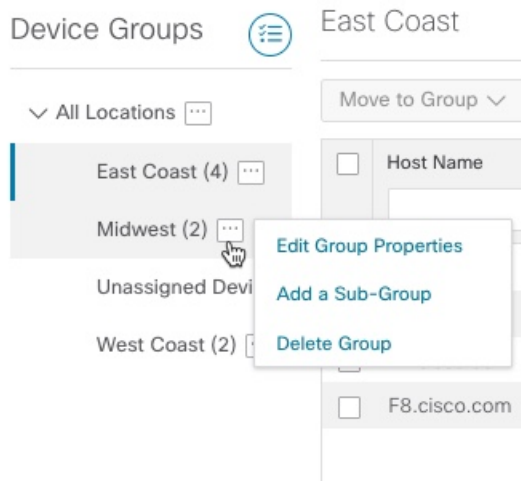 Device Groups
East Coast
All Locations
Move to Group
East Coast (4)
Host Name
Midwest (2)
Edit Group Properties
Unassigned Devi
Add a Sub-Group
West Coast (2)
Delete Group
F8.cisco.com